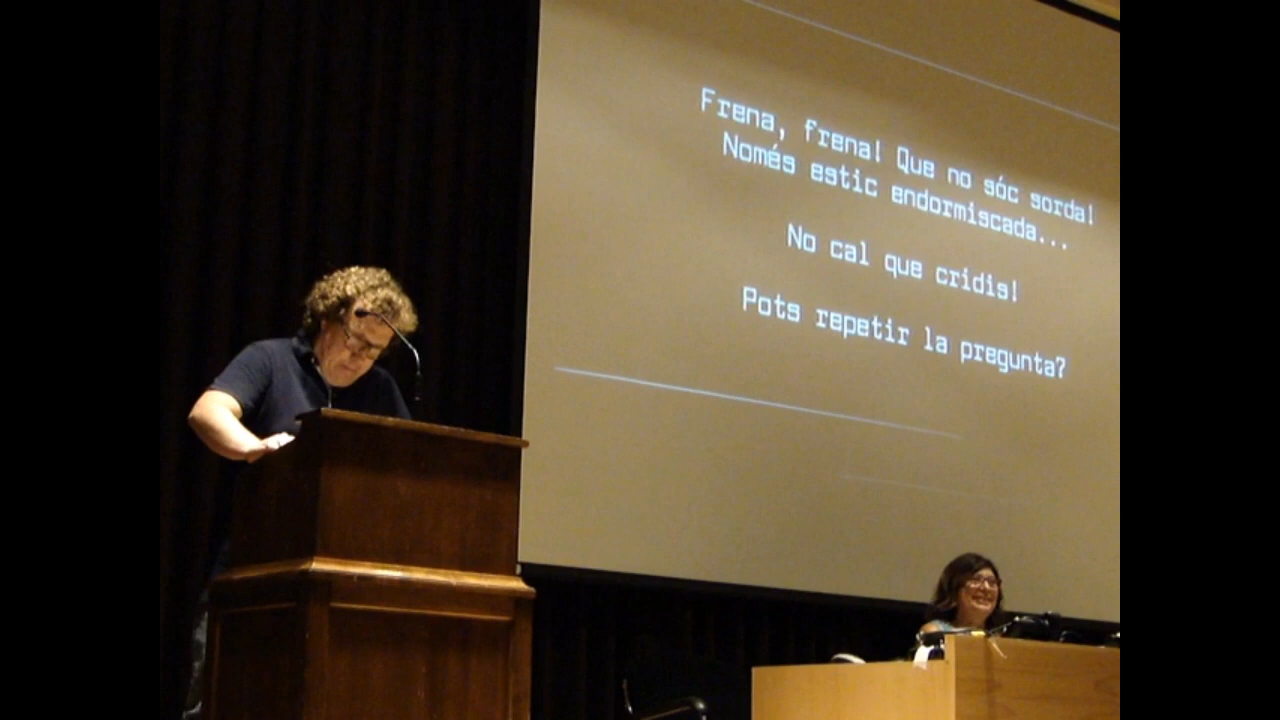 Frena, frena! Que no sóc sorda!
Només estic endormiscada...
No cal que cridis!
Pots repetir la pregunta?